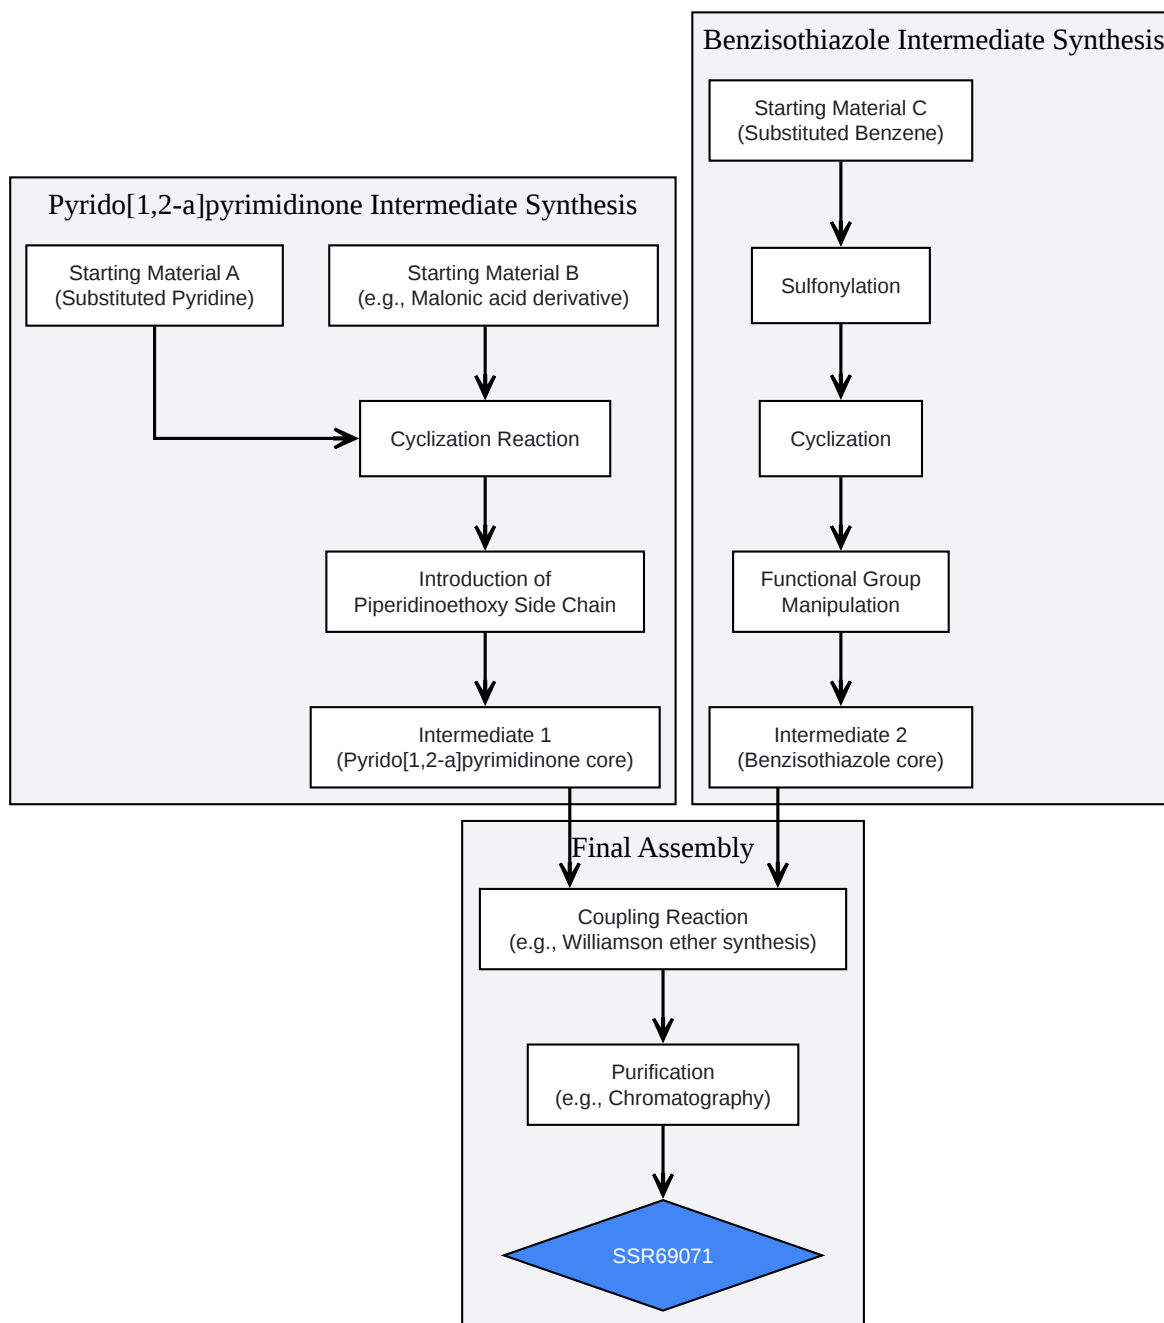 Benzisothiazole Intermediate Synthesis
Starting Material C
(Substituted Benzene)
Sulfonylation
Cyclization
Functional Group
Manipulation
Intermediate 2
(Benzisothiazole core)
Pyrido[1,2-a]pyrimidinone Intermediate Synthesis
Starting Material A
(Substituted Pyridine)
Starting Material B
(e.g., Malonic acid derivative)
Cyclization Reaction
Introduction of
Piperidinoethoxy Side Chain
Intermediate 1
(Pyrido[1,2-a]pyrimidinone core)
Final Assembly
Coupling Reaction
(e.g., Williamson ether synthesis)
Purification
(e.g., Chromatography)
SSR69071